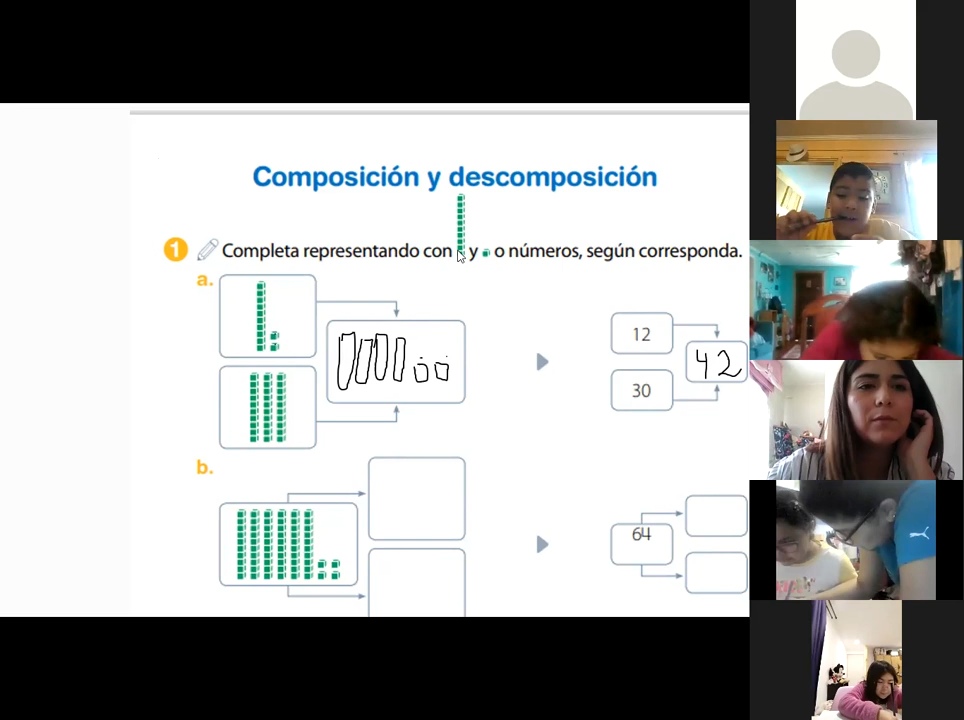 Composición y descomposición
1 Completa representando con y o números, según corresponda.
a.
12
42
30
b.
64